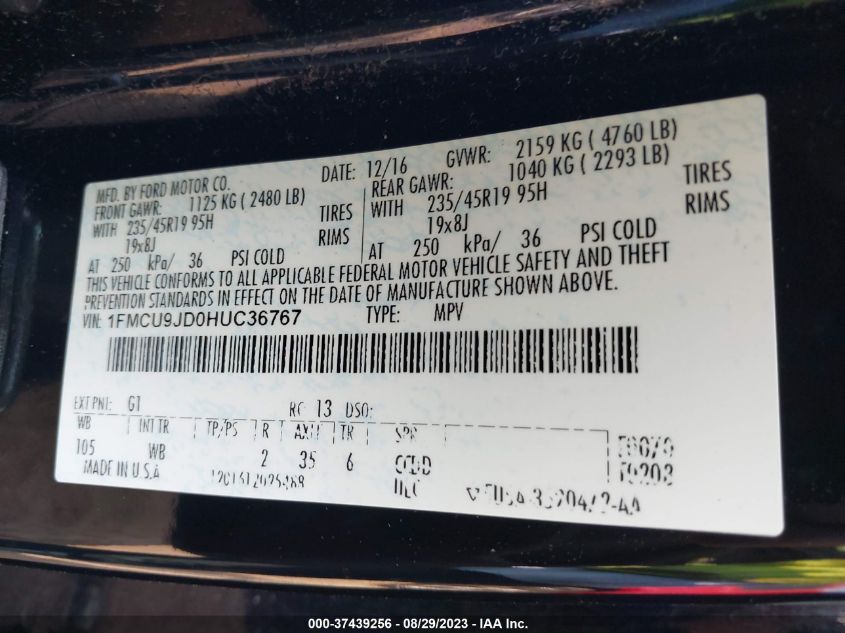 MFD. BY FORD MOTOR CO. DATE: 12/16 GVWR: 2159 KG ( 4760 LB)
FRONT GAWR: 1125 KG ( 2480 LB) REAR GAWR: 1040 KG ( 2293 LB)
WITH 235/45R19 95H TIRES WITH 235/45R19 95H TIRES
19x8J RIMS 19x8J RIMS
AT 250 kPa/ 36 PSI COLD AT 250 kPa/ 36 PSI COLD
THIS VEHICLE CONFORMS TO ALL APPLICABLE FEDERAL MOTOR VEHICLE SAFETY AND THEFT
PREVENTION STANDARDS IN EFFECT ON THE DATE OF MANUFACTURE SHOWN ABOVE.
VIN: 1FMCU9JD0HUC36767 TYPE: MPV
EXT PNT: G1 RC: 13 DSO:
WB INT TR TP/PS R AXLE TR SPR
105 WB 2 35 6
MADE IN U.S.A
000-37439256 - 08/29/2023 - Copyright © IAA, Inc.